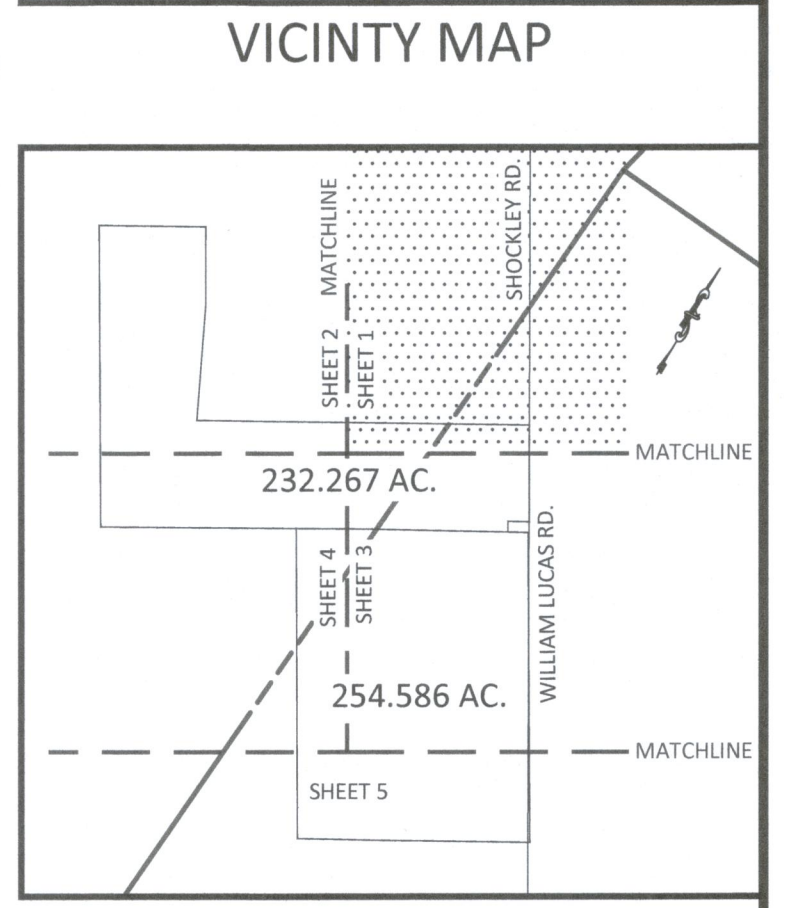 VICINTY MAP
MATCHLINE
SHOCKLEY RD.
SHEET 2
SHEET 1
MATCHLINE
232.267 AC.
SHEET 4
SHEET 3
WILLIAM LUCAS RD.
254.586 AC.
MATCHLINE
SHEET 5